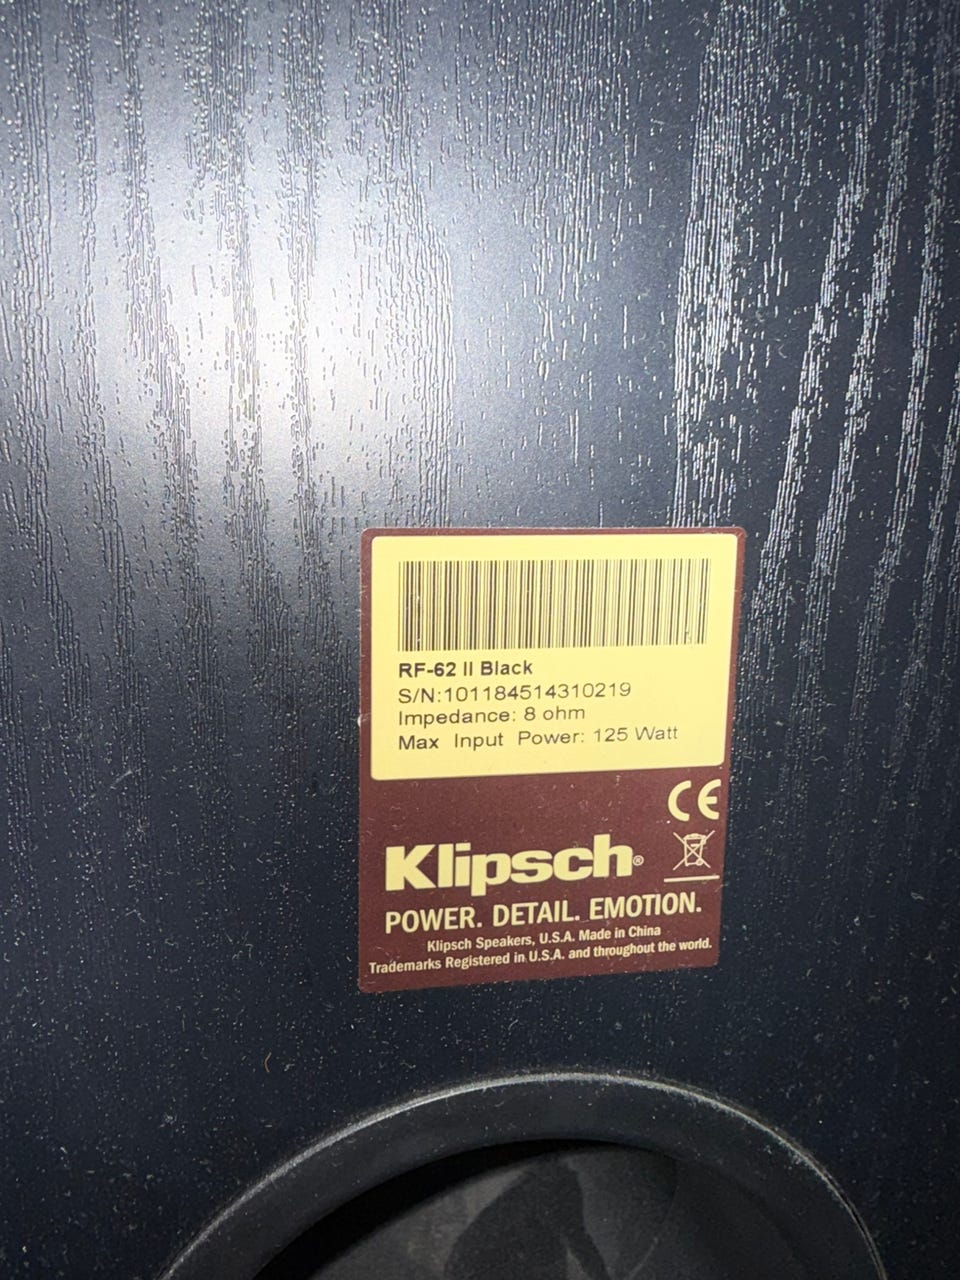 RF-62 II Black
S/N:101184514310219
Impedance: 8 ohm
Max Input Power: 125 Watt
CE
Klipsch®
POWER. DETAIL. EMOTION.
Klipsch Speakers, U.S.A. Made in China
Trademarks Registered in U.S.A. and throughout the world.